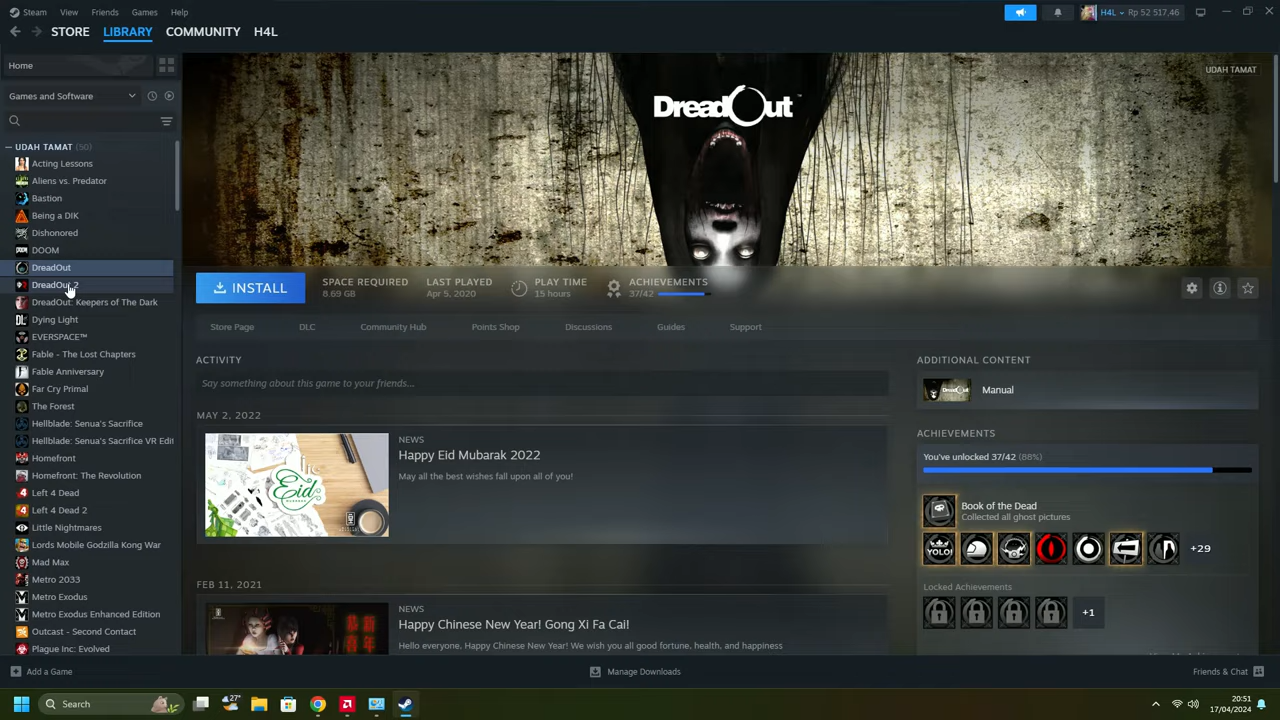 Steam View Friends Games Help
H4L Rp 52 517,46
STORE LIBRARY COMMUNITY H4L
Home
Games and Software
UDAH TAMAT (50)
Acting Lessons
Aliens vs. Predator
Bastion
Being a DIK
Dishonored
DOOM
DreadOut
DreadOut 2
DreadOut: Keepers of The Dark
Dying Light
EVERSPACE™
Fable - The Lost Chapters
Fable Anniversary
Far Cry Primal
The Forest
Hellblade: Senua's Sacrifice
Hellblade: Senua's Sacrifice VR Edit
Homefront
Homefront: The Revolution
Left 4 Dead
Left 4 Dead 2
Little Nightmares
Lords Mobile Godzilla Kong War
Mad Max
Metro 2033
Metro Exodus
Metro Exodus Enhanced Edition
Outcast - Second Contact
Plague Inc: Evolved
UDAH TAMAT
DreadOut™
INSTALL
SPACE REQUIRED
8.69 GB
LAST PLAYED
Apr 5, 2020
PLAY TIME
15 hours
ACHIEVEMENTS
37/42
Store Page DLC Community Hub Points Shop Discussions Guides Support
ACTIVITY
Say something about this game to your friends...
MAY 2, 2022
Eid
NEWS
Happy Eid Mubarak 2022
May all the best wishes fall upon all of you!
FEB 11, 2021
NEWS
Happy Chinese New Year! Gong Xi Fa Cai!
Hello everyone, Happy Chinese New Year! We wish you all good fortune, health, and happiness
ADDITIONAL CONTENT
Manual
ACHIEVEMENTS
You've unlocked 37/42 (88%)
Book of the Dead
Collected all ghost pictures
YOLO!
+29
Locked Achievements
+1
Add a Game
Manage Downloads
Friends & Chat
Search
27°
20:51
17/04/2024